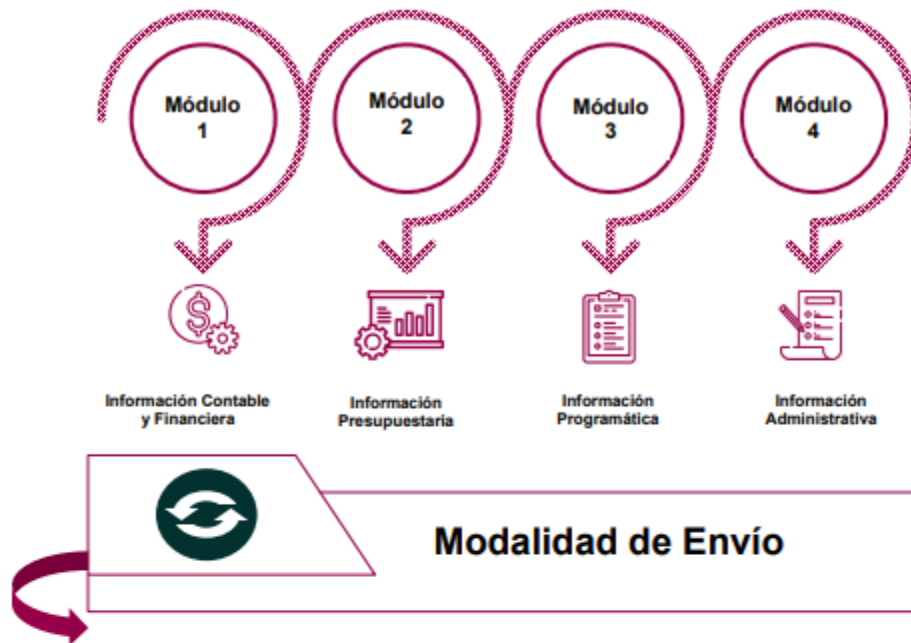 Módulo
1
Módulo
2
Módulo
3
Módulo
4
Información Contable
y Financiera
Información
Presupuestaria
Información
Programática
Información
Administrativa
Modalidad de Envío